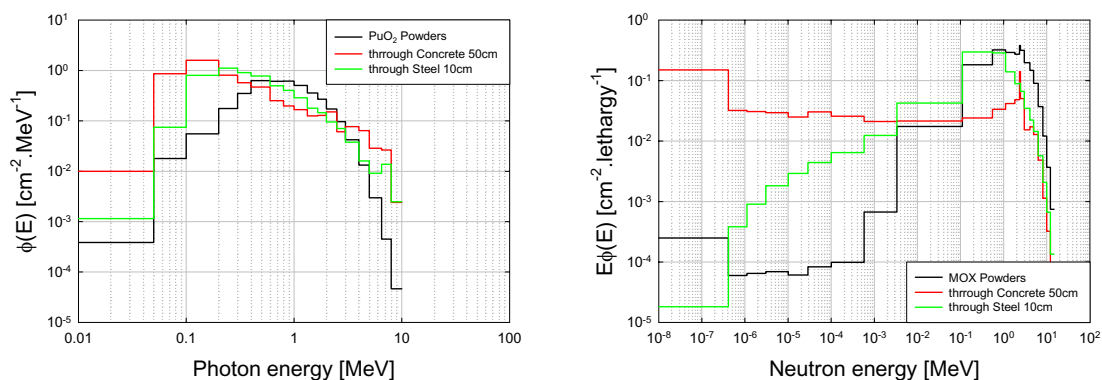 PuO2 Powders
thrrough Concrete 50cm
through Steel 10cm
ϕ(E) [cm-2.MeV-1]
10^2
10^1
10^0
10^-1
10^-2
10^-3
10^-4
10^-5
0.01 0.1 1 10 100
Photon energy [MeV]
MOX Powders
thrrough Concrete 50cm
through Steel 10cm
Eϕ(E) [cm-2.lethargy-1]
10^0
10^-1
10^-2
10^-3
10^-4
10^-5
10^-8 10^-7 10^-6 10^-5 10^-4 10^-3 10^-2 10^-1 10^0 10^1 10^2
Neutron energy [MeV]